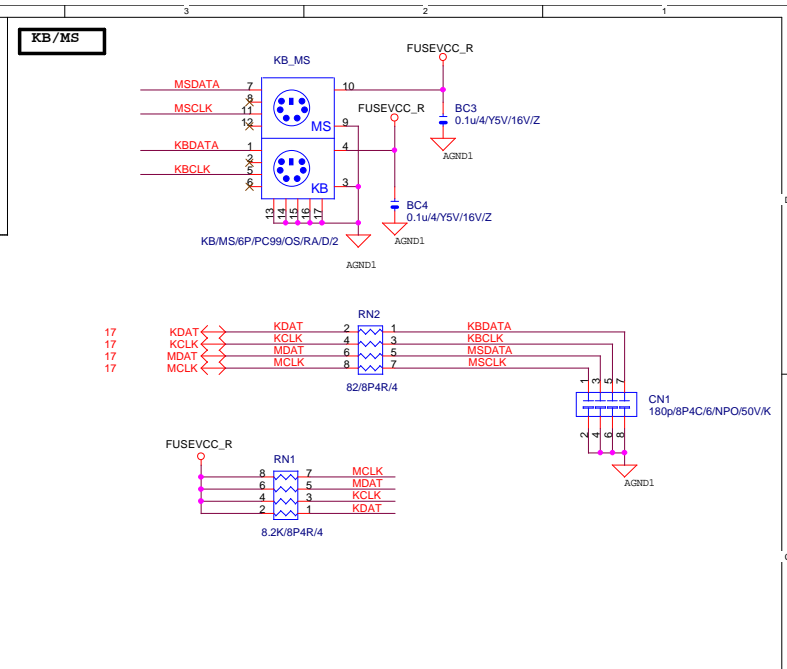 3 2 1
KB/MS
FUSEVCC_R
KB_MS
MSDATA 7 10
8
MSCLK 11
12 MS 9
FUSEVCC_R
BC3
0.1u/4/Y5V/16V/Z
AGND1
KBDATA 1 4
2
KBCLK 5
6 KB 3
13 14 15 16 17
BC4
0.1u/4/Y5V/16V/Z
KB/MS/6P/PC99/OS/RA/D/2
AGND1
AGND1
RN2
17 KDAT KDAT 2 1 KBDATA
17 KCLK KCLK 4 3 KBCLK
17 MDAT MDAT 6 5 MSDATA
17 MCLK MCLK 8 7 MSCLK
82/8P4R/4
1 3 5 7
CN1
180p/8P4C/6/NPO/50V/K
2 4 6 8
AGND1
FUSEVCC_R
RN1
8 7 MCLK
6 5 MDAT
4 3 KCLK
2 1 KDAT
8.2K/8P4R/4